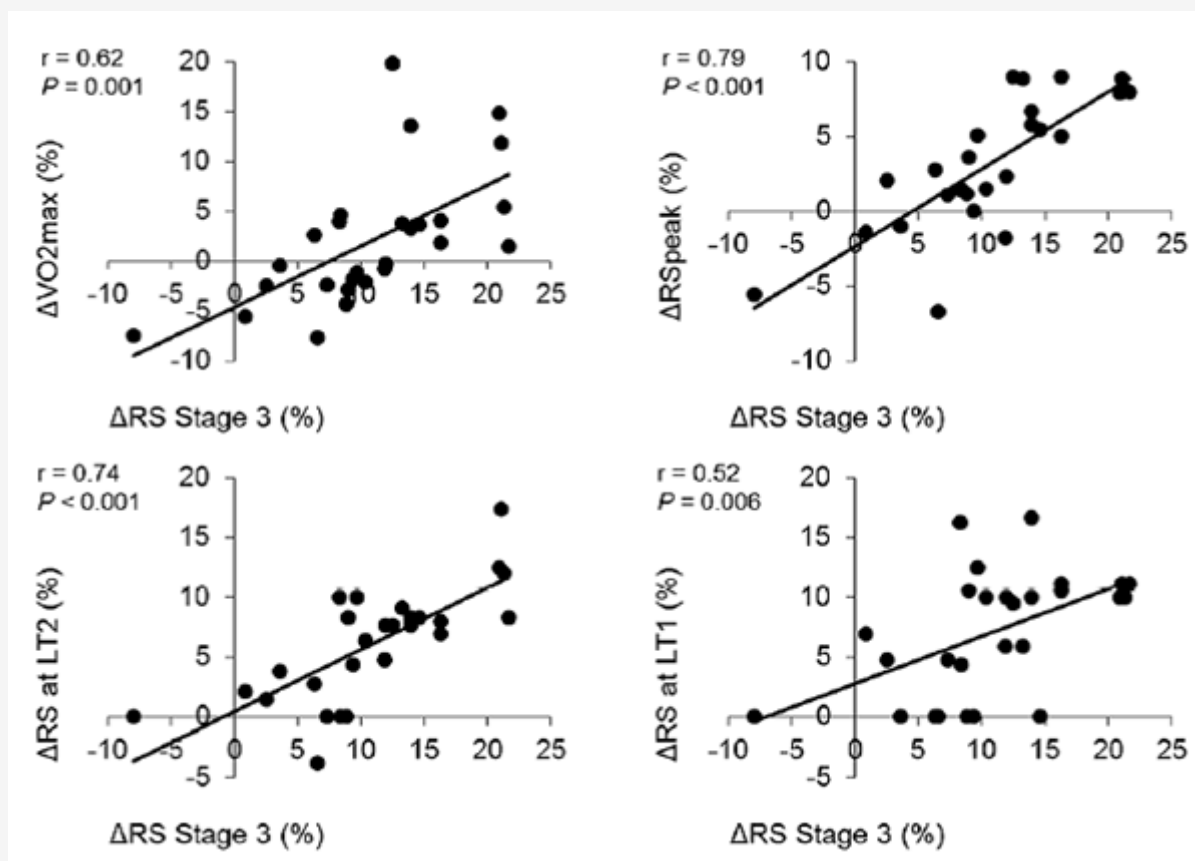 r = 0.62
P = 0.001
20
15
10
5
0
-5
-10
-10 -5 0 5 10 15 20 25
ΔVO2max (%)
ΔRS Stage 3 (%)
r = 0.79
P < 0.001
10
5
0
-5
-10
-10 -5 0 5 10 15 20 25
ΔRSpeak (%)
ΔRS Stage 3 (%)
r = 0.74
P < 0.001
20
15
10
5
0
-5
-10 -5 0 5 10 15 20 25
ΔRS at LT2 (%)
ΔRS Stage 3 (%)
r = 0.52
P = 0.006
20
15
10
5
0
-5
-10 -5 0 5 10 15 20 25
ΔRS at LT1 (%)
ΔRS Stage 3 (%)